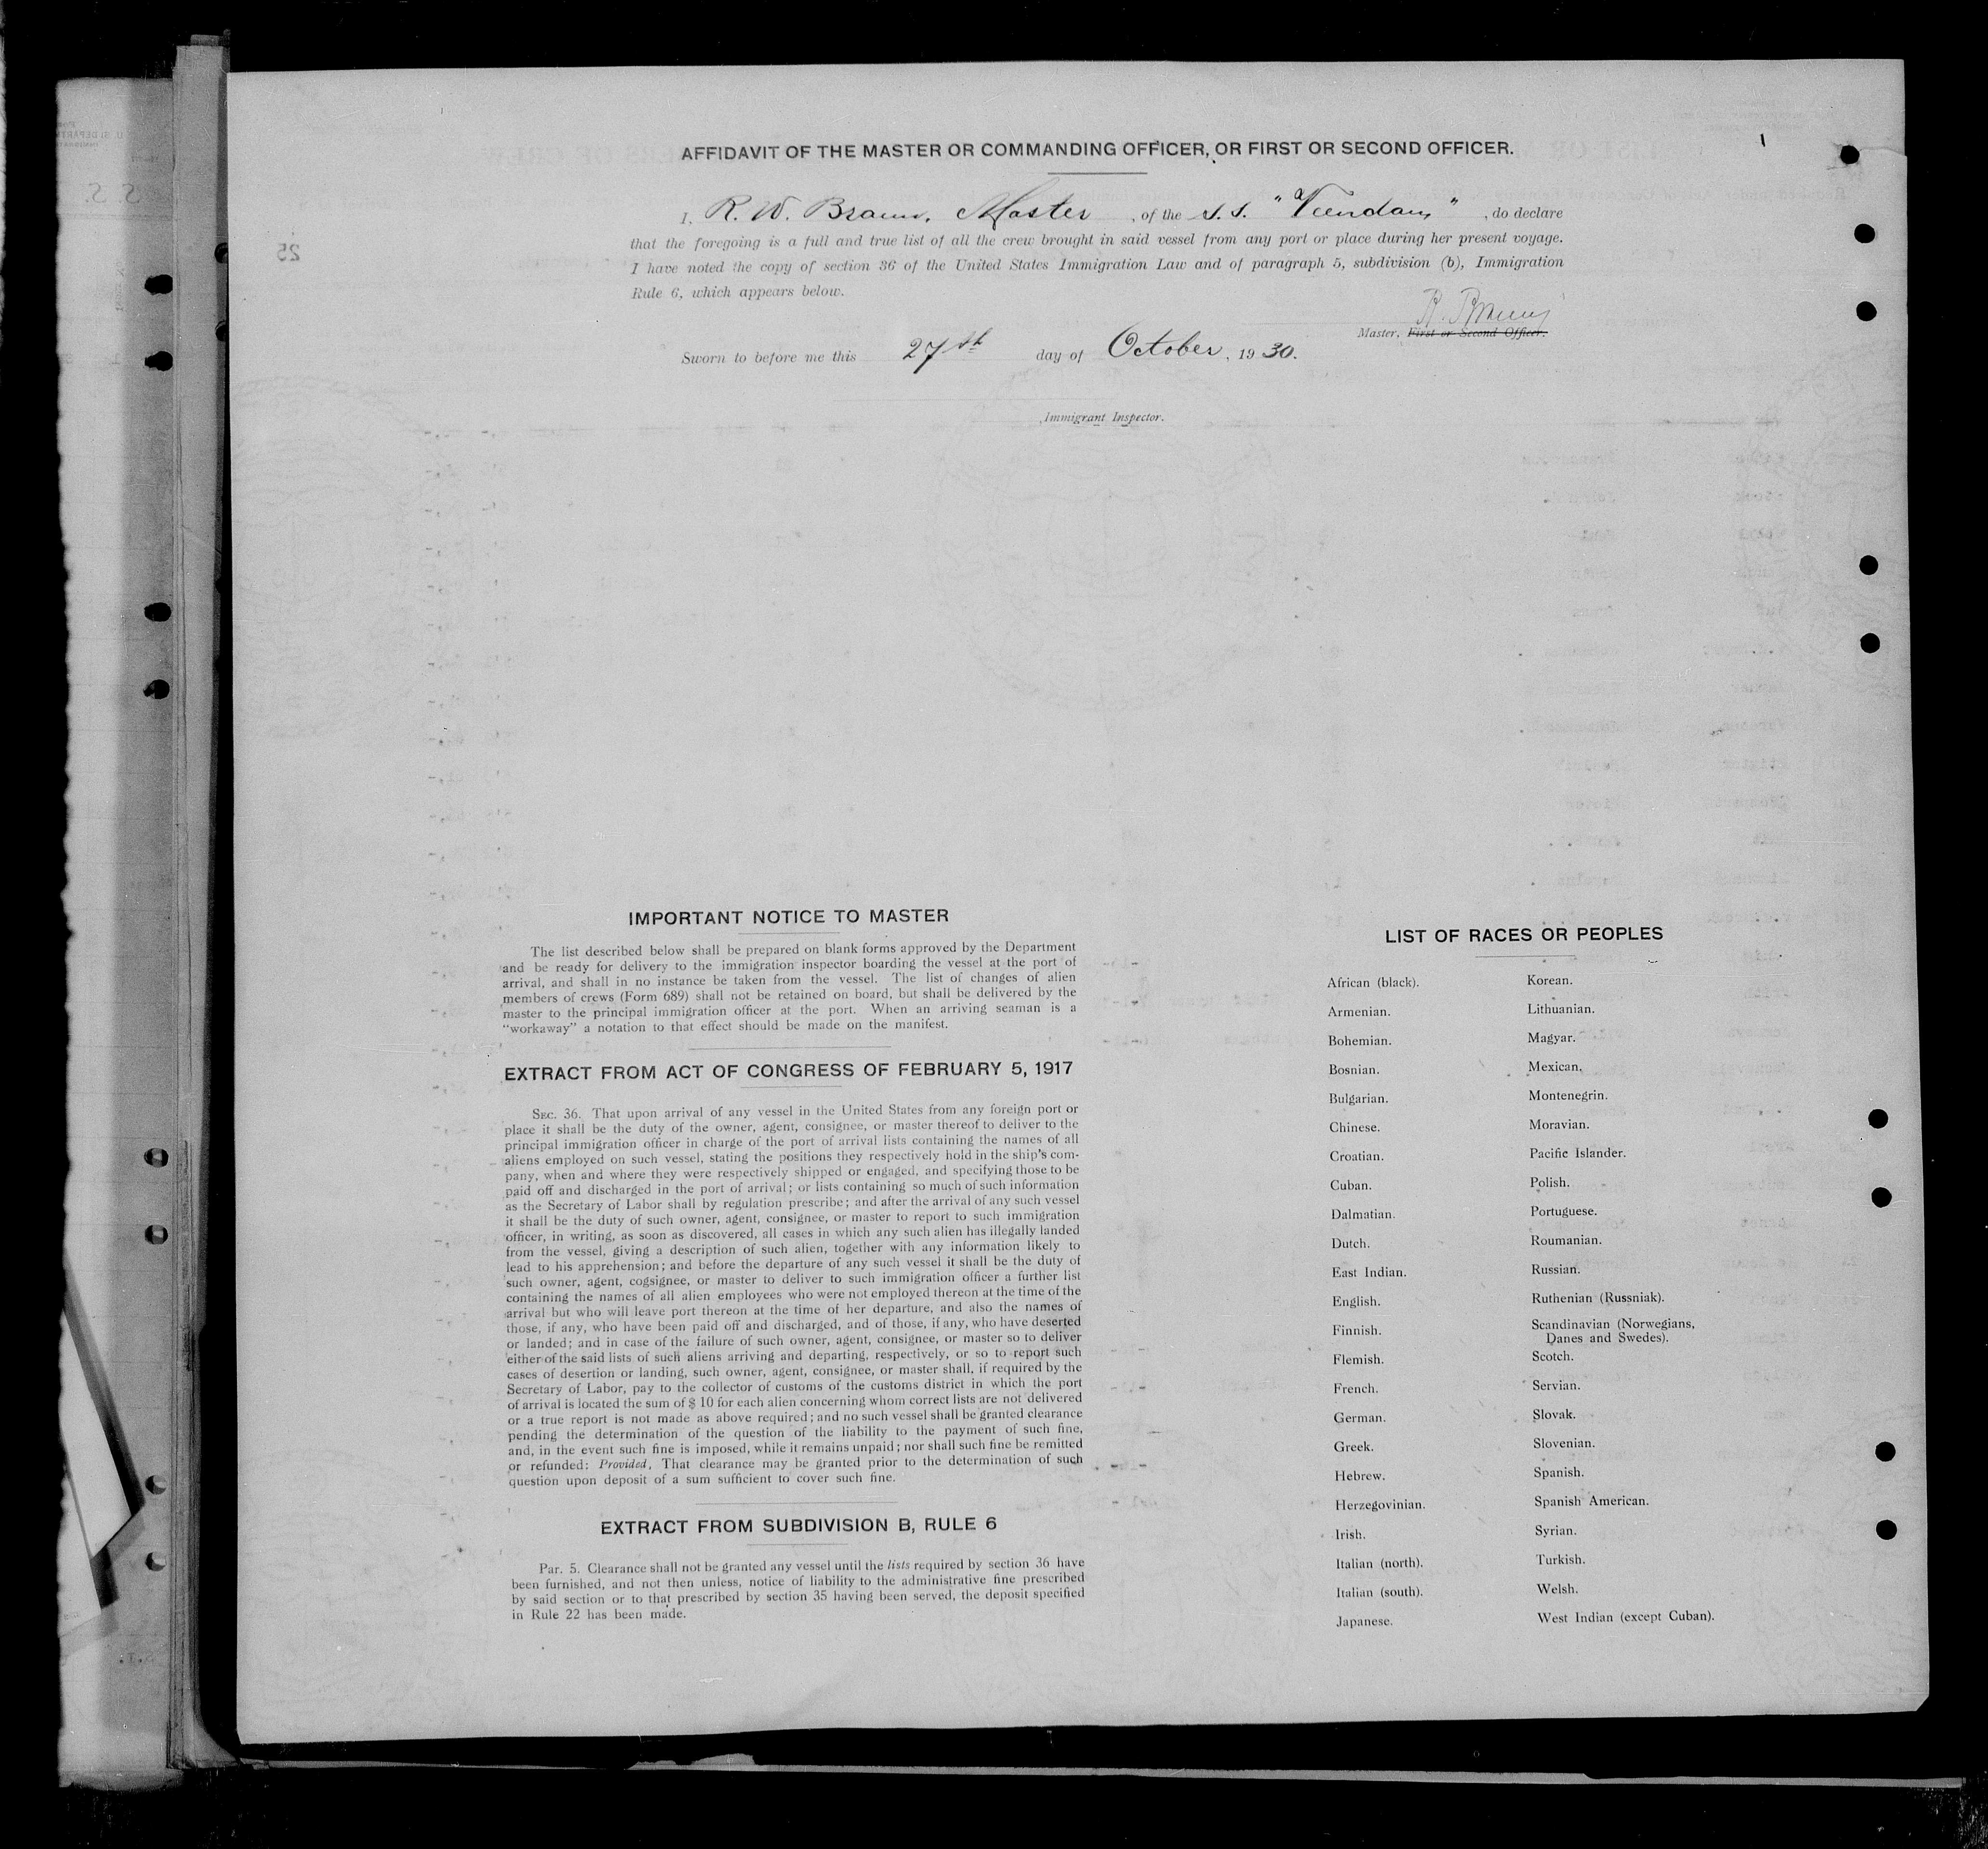 AFFIDAVIT OF THE MASTER OR COMMANDING OFFICER, OR FIRST OR SECOND OFFICER.
I, R. W. Braun, Master, of the S.S. "Veendam", do declare
that the foregoing is a full and true list of all the crew brought in said vessel from any port or place during her present voyage.
I have noted the copy of section 36 of the United States Immigration Law and of paragraph 5, subdivision (b), Immigration
Rule 6, which appears below.
R. Braun
Master, First or Second Officer.
Sworn to before me this 27th day of October, 1930.
Immigrant Inspector.
25
IMPORTANT NOTICE TO MASTER
The list described below shall be prepared on blank forms approved by the Department
and be ready for delivery to the immigration inspector boarding the vessel at the port of
arrival, and shall in no instance be taken from the vessel. The list of changes of alien
members of crews (Form 689) shall not be retained on board, but shall be delivered by the
master to the principal immigration officer at the port. When an arriving seaman is a
"workaway" a notation to that effect should be made on the manifest.
EXTRACT FROM ACT OF CONGRESS OF FEBRUARY 5, 1917
SEC. 36. That upon arrival of any vessel in the United States from any foreign port or
place it shall be the duty of the owner, agent, consignee, or master thereof to deliver to the
principal immigration officer in charge of the port of arrival lists containing the names of all
aliens employed on such vessel, stating the positions they respectively hold in the ship's com-
pany, when and where they were respectively shipped or engaged, and specifying those to be
paid off and discharged in the port of arrival; or lists containing so much of such information
as the Secretary of Labor shall by regulation prescribe; and after the arrival of any such vessel
it shall be the duty of such owner, agent, consignee, or master to report to such immigration
officer, in writing, as soon as discovered, all cases in which any such alien has illegally landed
from the vessel, giving a description of such alien, together with any information likely to
lead to his apprehension; and before the departure of any such vessel it shall be the duty of
such owner, agent, cogsignee, or master to deliver to such immigration officer a further list
containing the names of all alien employees who were not employed thereon at the time of the
arrival but who will leave port thereon at the time of her departure, and also the names of
those, if any, who have been paid off and discharged, and of those, if any, who have deserted
or landed; and in case of the failure of such owner, agent, consignee, or master so to deliver
either of the said lists of such aliens arriving and departing, respectively, or so to report such
cases of desertion or landing, such owner, agent, consignee, or master shall, if required by the
Secretary of Labor, pay to the collector of customs of the customs district in which the port
of arrival is located the sum of $ 10 for each alien concerning whom correct lists are not delivered
or a true report is not made as above required; and no such vessel shall be granted clearance
pending the determination of the question of the liability to the payment of such fine,
and, in the event such fine is imposed, while it remains unpaid; nor shall such fine be remitted
or refunded: Provided, That clearance may be granted prior to the determination of such
question upon deposit of a sum sufficient to cover such fine.
EXTRACT FROM SUBDIVISION B, RULE 6
Par. 5. Clearance shall not be granted any vessel until the lists required by section 36 have
been furnished, and not then unless, notice of liability to the administrative fine prescribed
by said section or to that prescribed by section 35 having been served, the deposit specified
in Rule 22 has been made.
LIST OF RACES OR PEOPLES
African (black).
Armenian.
Bohemian.
Bosnian.
Bulgarian.
Chinese.
Croatian.
Cuban.
Dalmatian.
Dutch.
East Indian.
English.
Finnish.
Flemish.
French.
German.
Greek.
Hebrew.
Herzegovinian.
Irish.
Italian (north).
Italian (south).
Japanese.
Korean.
Lithuanian.
Magyar.
Mexican.
Montenegrin.
Moravian.
Pacific Islander.
Polish.
Portuguese.
Roumanian.
Russian.
Ruthenian (Russniak).
Scandinavian (Norwegians,
Danes and Swedes).
Scotch.
Servian.
Slovak.
Slovenian.
Spanish.
Spanish American.
Syrian.
Turkish.
Welsh.
West Indian (except Cuban).